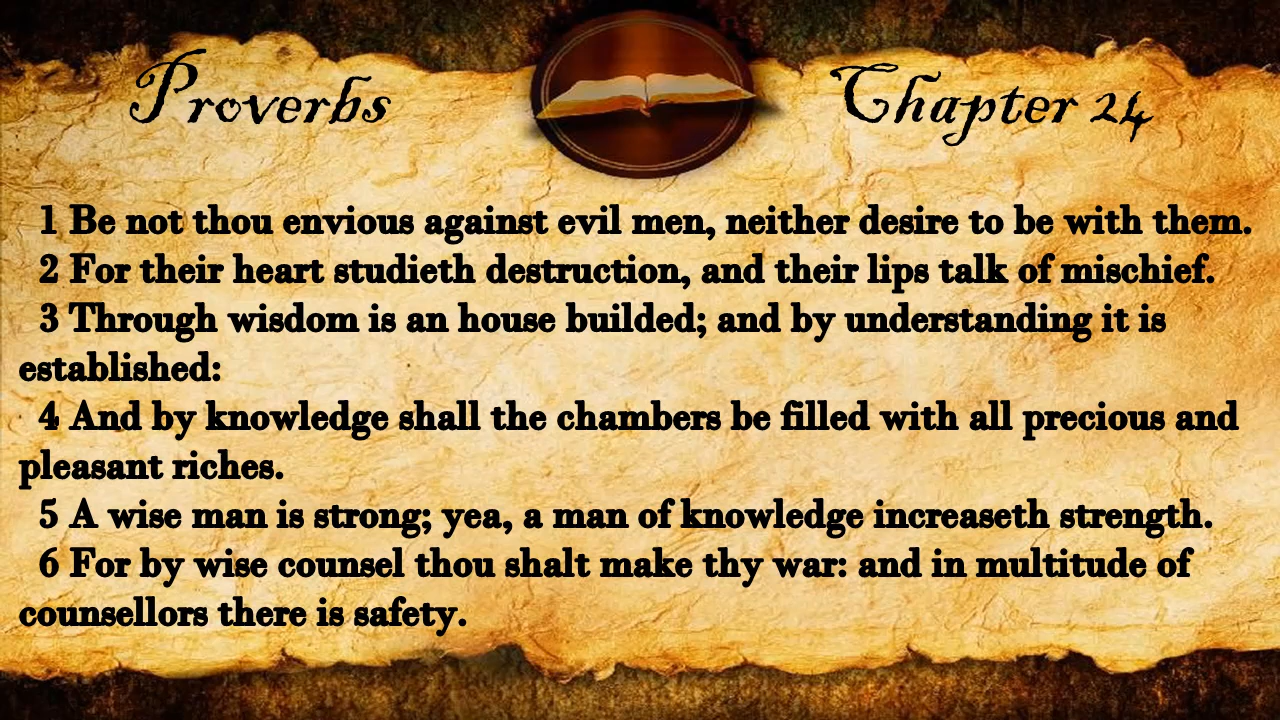 Proverbs Chapter 24
1 Be not thou envious against evil men, neither desire to be with them.
2 For their heart studieth destruction, and their lips talk of mischief.
3 Through wisdom is an house builded; and by understanding it is
established:
4 And by knowledge shall the chambers be filled with all precious and
pleasant riches.
5 A wise man is strong; yea, a man of knowledge increaseth strength.
6 For by wise counsel thou shalt make thy war: and in multitude of
counsellors there is safety.